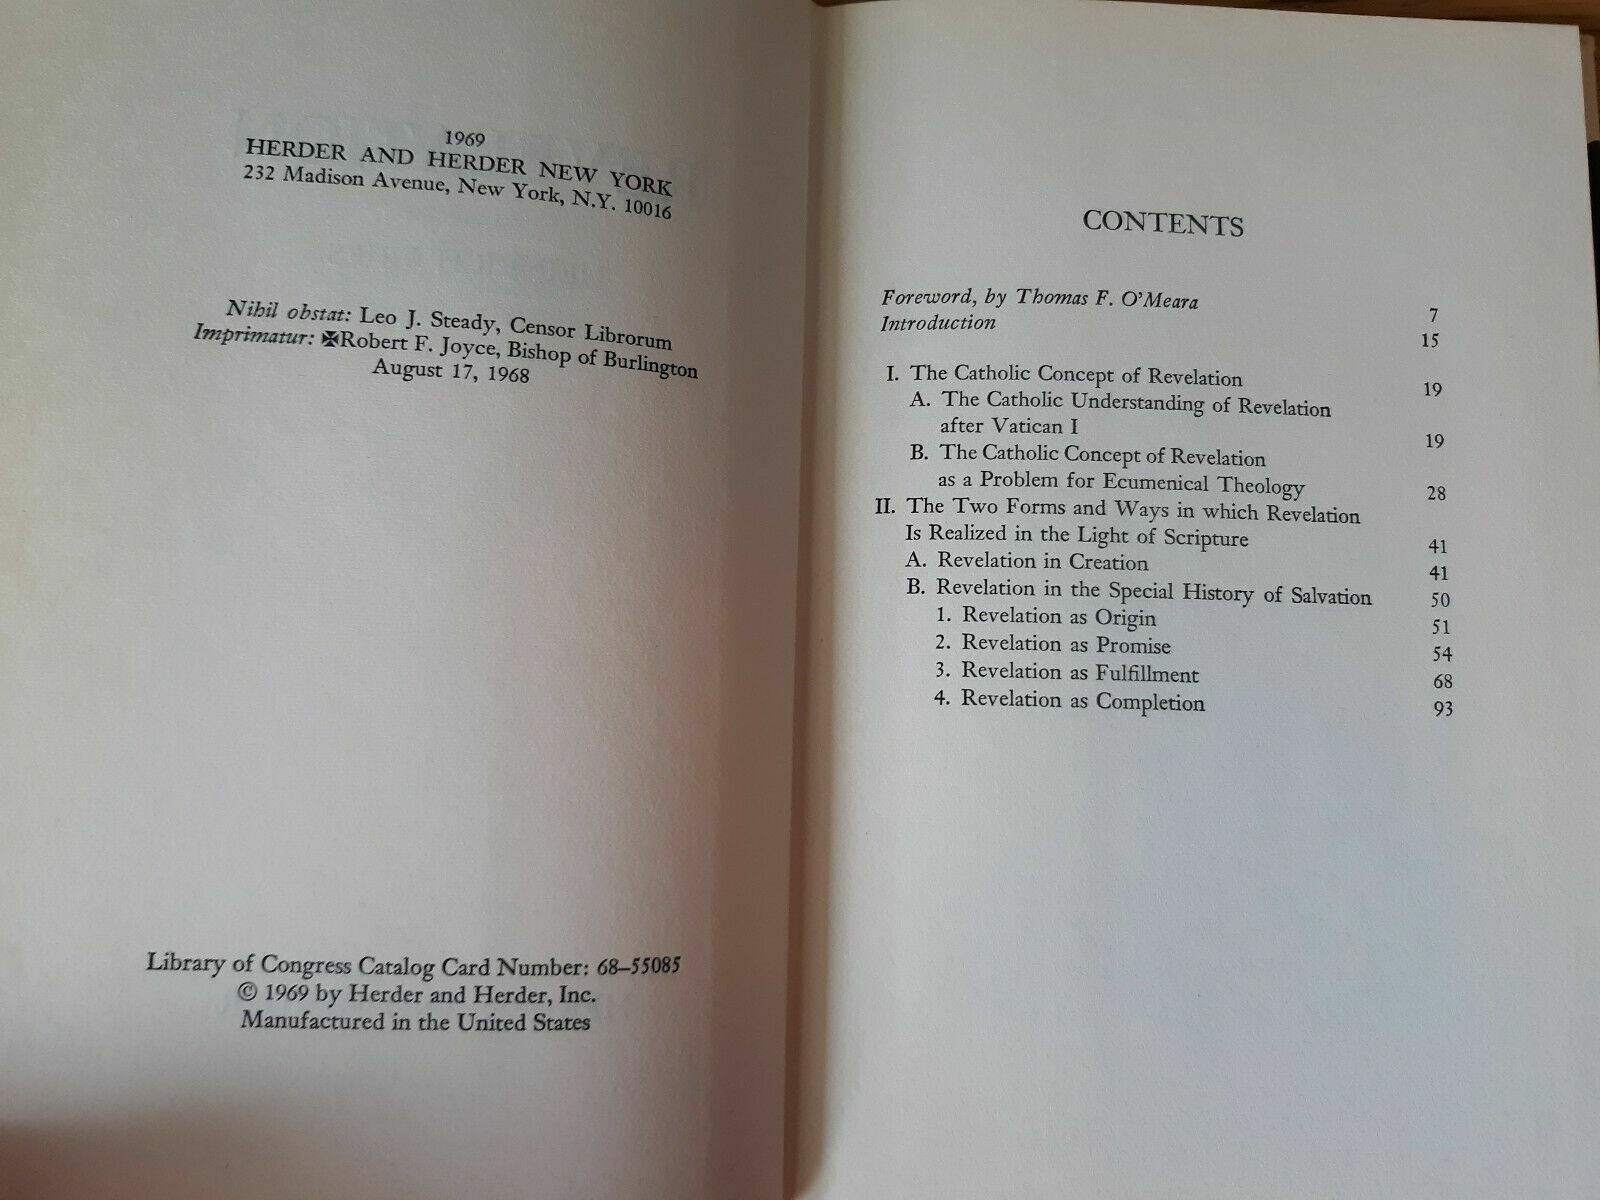 1969
HERDER AND HERDER NEW YORK
232 Madison Avenue, New York, N.Y. 10016
Nihil obstat: Leo J. Steady, Censor Librorum
Imprimatur: ✠Robert F. Joyce, Bishop of Burlington
August 17, 1968
Library of Congress Catalog Card Number: 68–55085
© 1969 by Herder and Herder, Inc.
Manufactured in the United States
CONTENTS
Foreword, by Thomas F. O'Meara 7
Introduction 15
I. The Catholic Concept of Revelation 19
A. The Catholic Understanding of Revelation
after Vatican I 19
B. The Catholic Concept of Revelation
as a Problem for Ecumenical Theology 28
II. The Two Forms and Ways in which Revelation
Is Realized in the Light of Scripture 41
A. Revelation in Creation 41
B. Revelation in the Special History of Salvation 50
1. Revelation as Origin 51
2. Revelation as Promise 54
3. Revelation as Fulfillment 68
4. Revelation as Completion 93